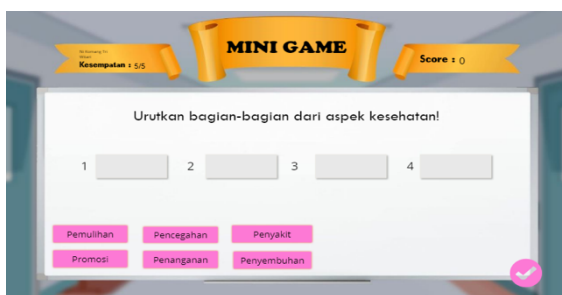 MINI GAME
Kesempatan : 5/5
Score : 0
Urutkan bagian-bagian dari aspek kesehatan!
1 2 3 4
Pemulihan Pencegahan Penyakit
Promosi Penanganan Penyembuhan